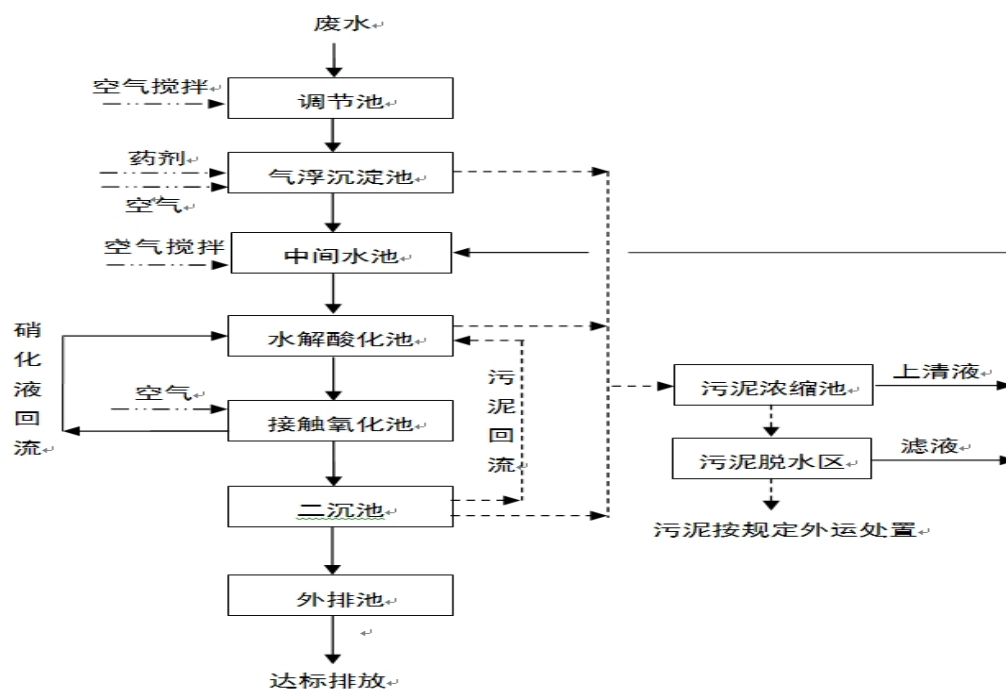 废水
空气搅拌
调节池
药剂
气浮沉淀池
空气
空气搅拌
中间水池
硝化液回流
水解酸化池
污泥回流
空气
接触氧化池
二沉池
外排池
达标排放
污泥浓缩池
上清液
污泥脱水区
滤液
污泥按规定外运处置